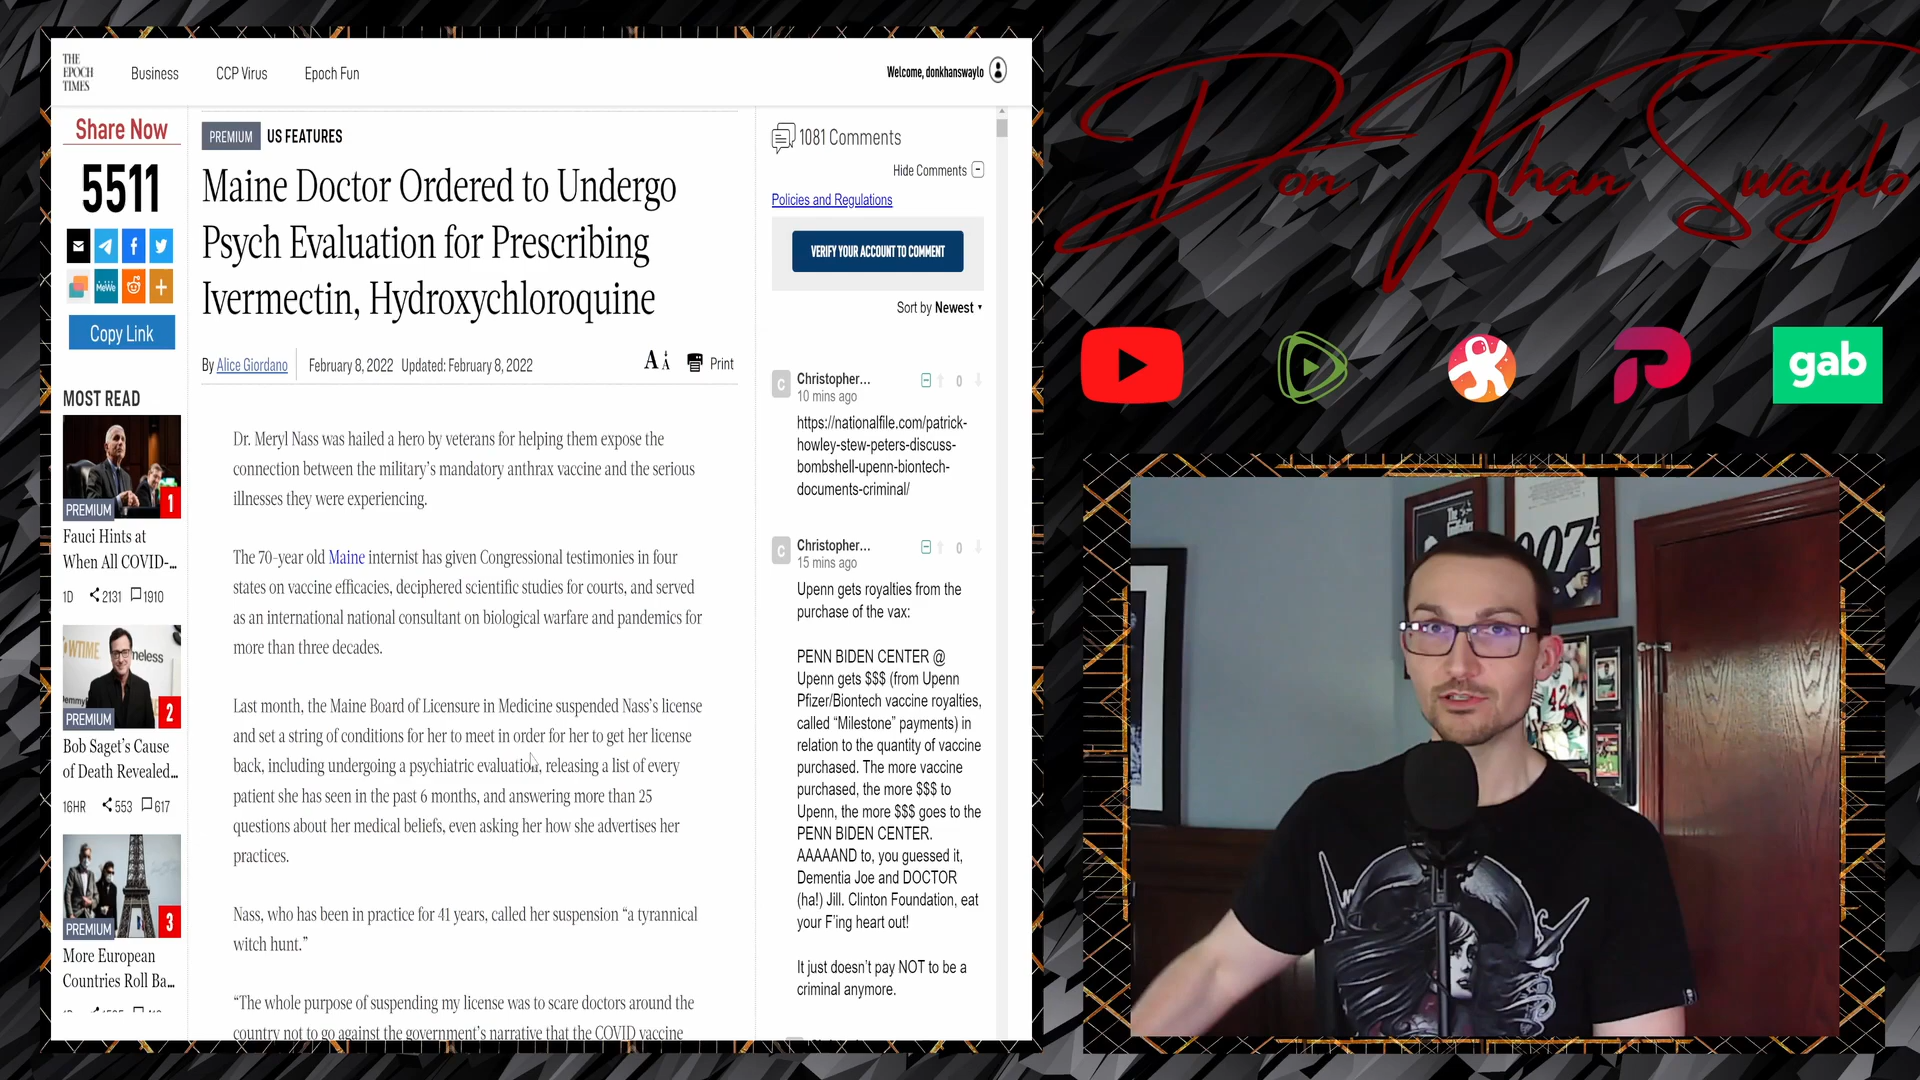 THE
EPOCH
TIMES
Business
CCP Virus
Epoch Fun
Welcome, donkhanswaylo
Share Now
5511
MeWe
Copy Link
MOST READ
PREMIUM
1
Fauci Hints at
When All COVID-...
1D 2131 1910
PREMIUM
2
Bob Saget's Cause
of Death Revealed...
16HR 553 617
PREMIUM
3
More European
Countries Roll Ba...
PREMIUM US FEATURES
Maine Doctor Ordered to Undergo
Psych Evaluation for Prescribing
Ivermectin, Hydroxychloroquine
By Alice Giordano February 8, 2022 Updated: February 8, 2022
A A Print
Dr. Meryl Nass was hailed a hero by veterans for helping them expose the
connection between the military's mandatory anthrax vaccine and the serious
illnesses they were experiencing.
The 70-year old Maine internist has given Congressional testimonies in four
states on vaccine efficacies, deciphered scientific studies for courts, and served
as an international national consultant on biological warfare and pandemics for
more than three decades.
Last month, the Maine Board of Licensure in Medicine suspended Nass's license
and set a string of conditions for her to meet in order for her to get her license
back, including undergoing a psychiatric evaluation, releasing a list of every
patient she has seen in the past 6 months, and answering more than 25
questions about her medical beliefs, even asking her how she advertises her
practices.
Nass, who has been in practice for 41 years, called her suspension “a tyrannical
witch hunt.”
“The whole purpose of suspending my license was to scare doctors around the
country not to go against the government's narrative that the COVID vaccine
1081 Comments
Hide Comments
Policies and Regulations
VERIFY YOUR ACCOUNT TO COMMENT
Sort by Newest
C
Christopher...
0
10 mins ago
https://nationalfile.com/patrick-
howley-stew-peters-discuss-
bombshell-upenn-biontech-
documents-criminal/
C
Christopher...
0
15 mins ago
Upenn gets royalties from the
purchase of the vax:
PENN BIDEN CENTER @
Upenn gets $$$ (from Upenn
Pfizer/Biontech vaccine royalties,
called “Milestone” payments) in
relation to the quantity of vaccine
purchased. The more vaccine
purchased, the more $$$ to
Upenn, the more $$$ goes to the
PENN BIDEN CENTER.
AAAAAND to, you guessed it,
Dementia Joe and DOCTOR
(ha!) Jill. Clinton Foundation, eat
your F'ing heart out!
It just doesn't pay NOT to be a
criminal anymore.
Don Khan Swaylo
gab
007
42